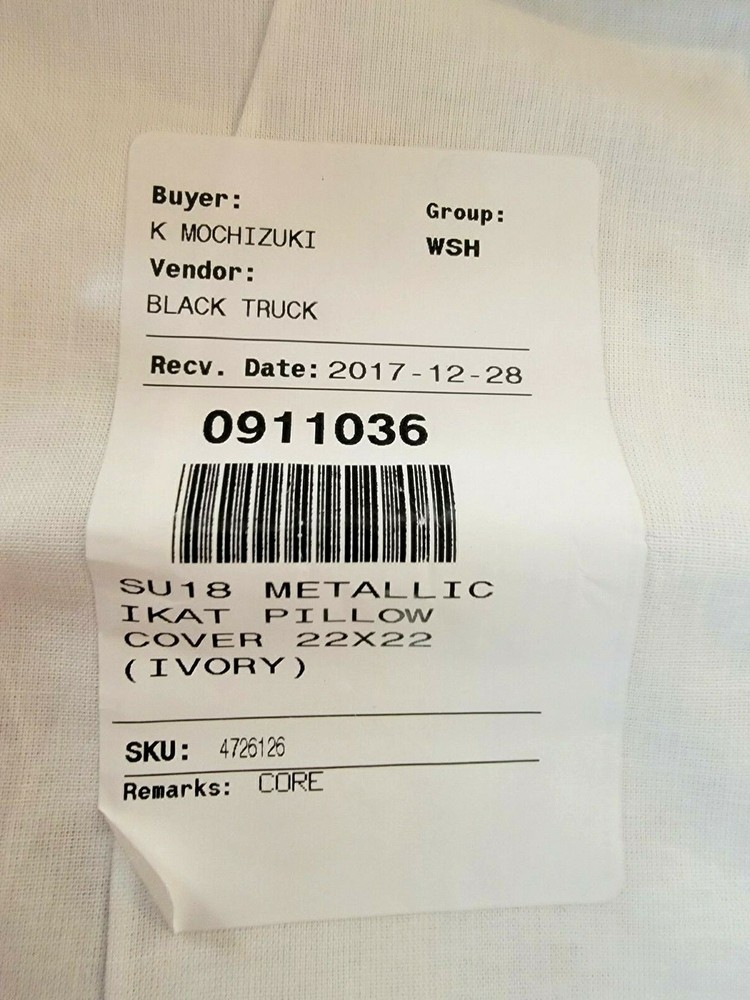 Buyer:
K MOCHIZUKI
Group:
WSH
Vendor:
BLACK TRUCK
Recv. Date: 2017-12-28
0911036
SU18 METALLIC
IKAT PILLOW
COVER 22X22
(IVORY)
SKU: 4726126
Remarks: CORE